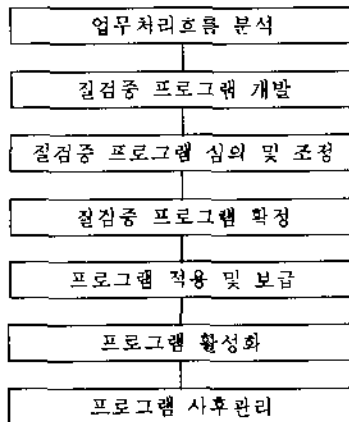 업무처리흐름 분석
질검중 프로그램 개발
질검중 프로그램 심의 및 조정
질검중 프로그램 확정
프로그램 적용 및 보급
프로그램 활성화
프로그램 사후관리